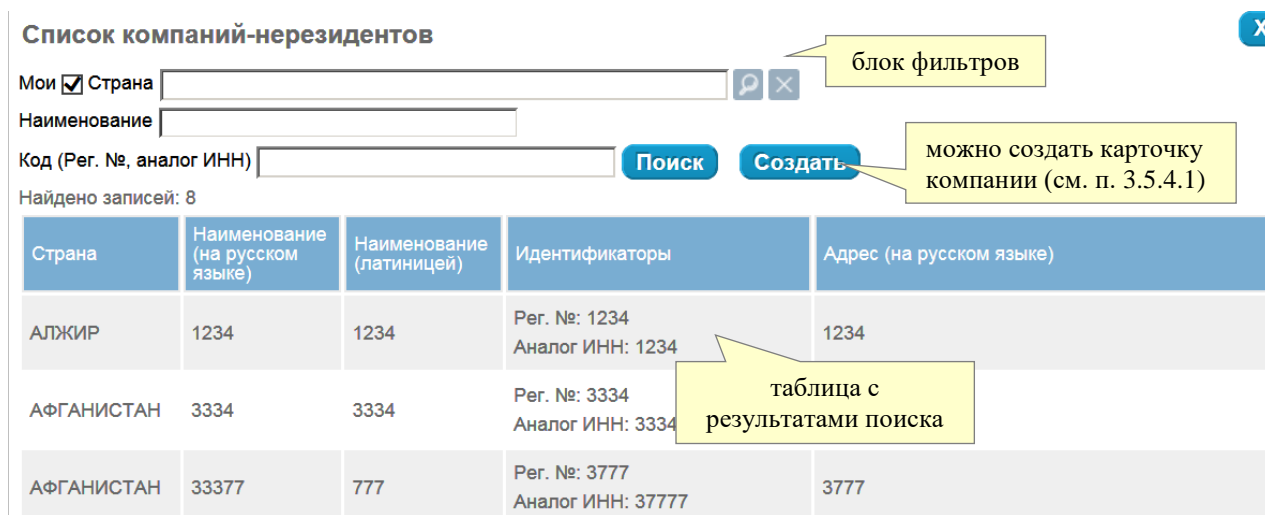 Список компаний-нерезидентов
Х
блок фильтров
Мои Страна
Наименование
Код (Рег. №, аналог ИНН) Поиск Создать
можно создать карточку
компании (см. п. 3.5.4.1)
Найдено записей: 8
Страна
Наименование
(на русском
языке)
Наименование
(латиницей)
Идентификаторы
Адрес (на русском языке)
АЛЖИР
1234
1234
Рег. №: 1234
Аналог ИНН: 1234
1234
таблица с
результатами поиска
АФГАНИСТАН
3334
3334
Рег. №: 3334
Аналог ИНН: 3334
АФГАНИСТАН
33377
777
Рег. №: 3777
Аналог ИНН: 37777
3777